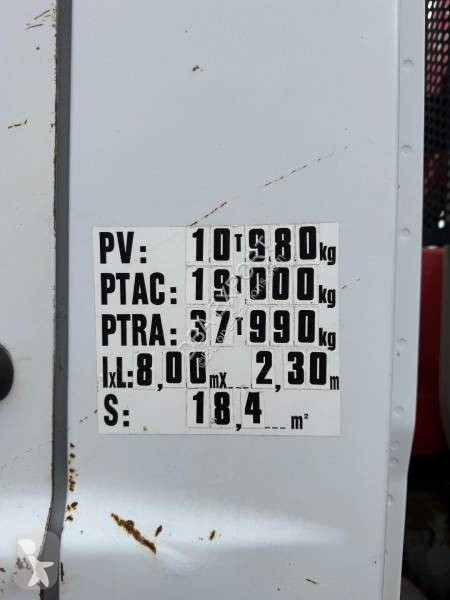 PV: 10T980kg
PTAC: 19T000kg
PTRA: 37T990kg
lxL: 8,00mx 2,30m
S: 18,4 m²